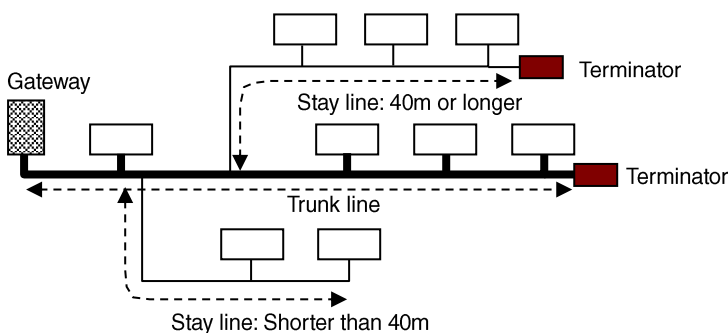 Gateway
Terminator
Stay line: 40m or longer
Terminator
Trunk line
Stay line: Shorter than 40m